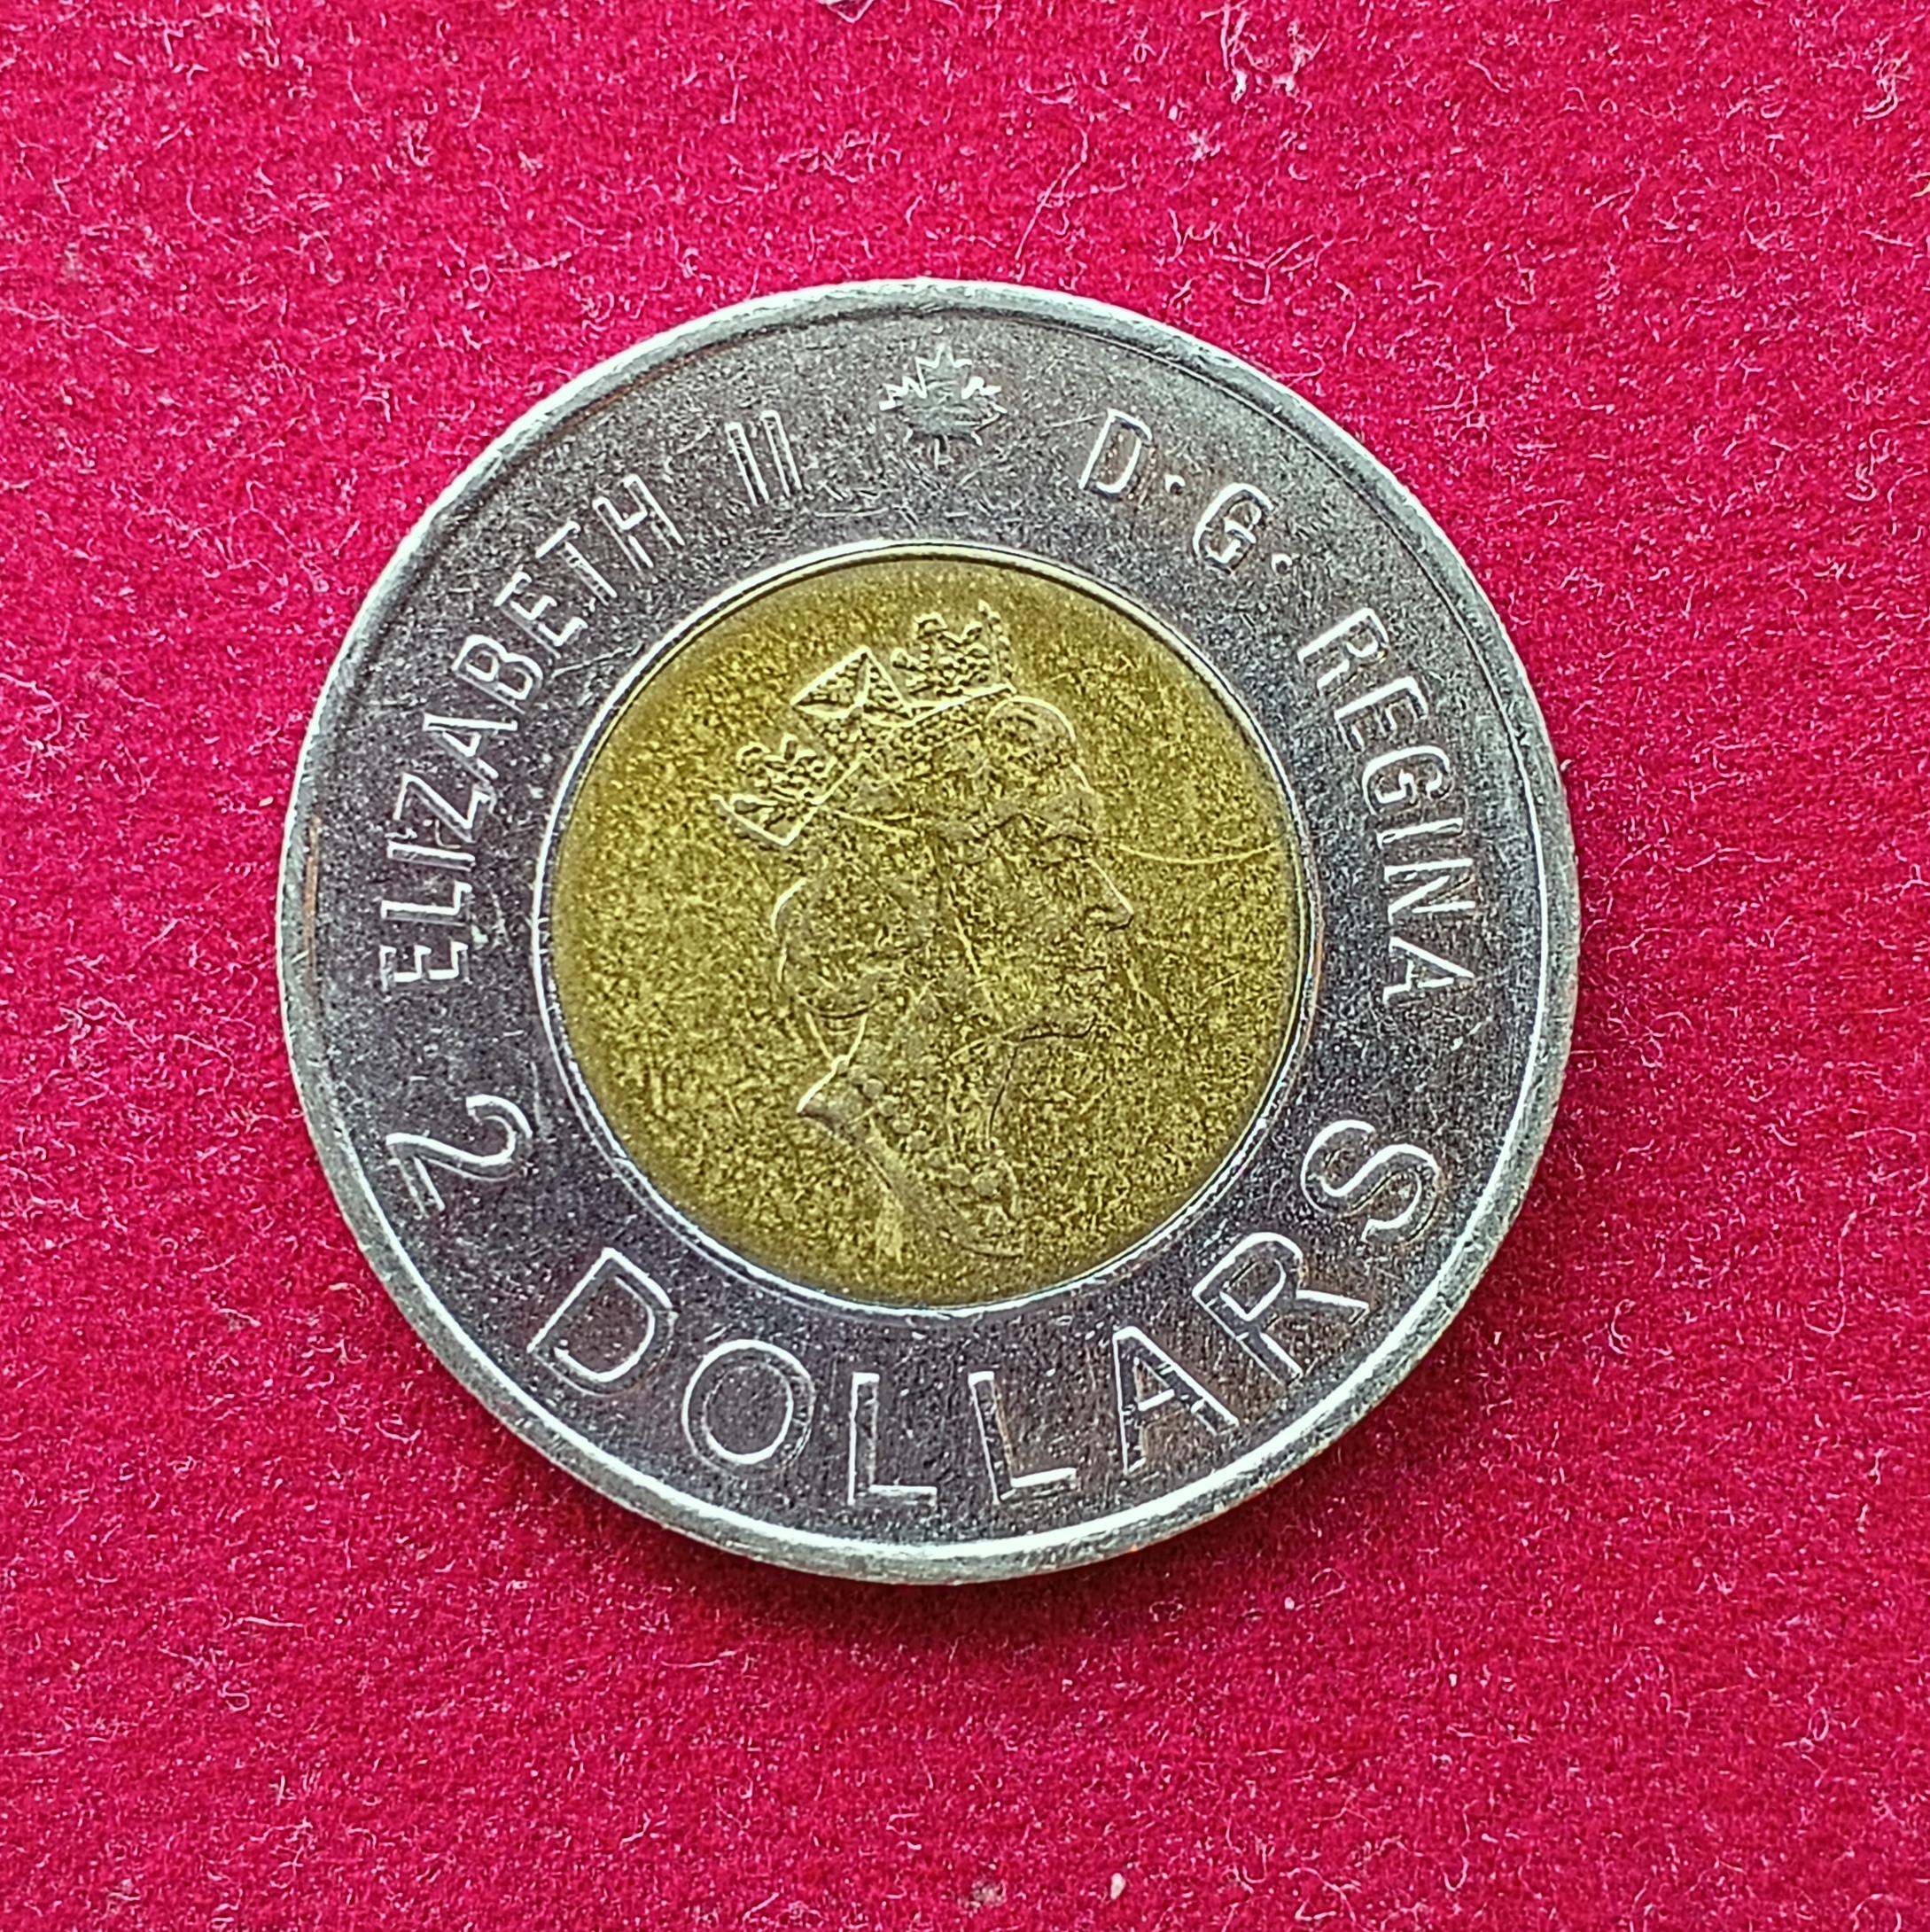 ELIZABETH II D·G· REGINA
2 DOLLARS